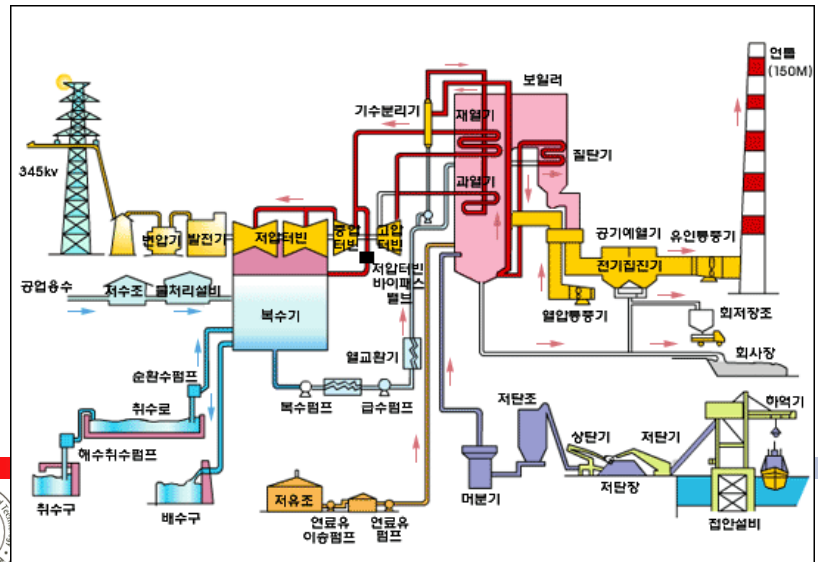 연돌
(150M)
보일러
기수분리기
재열기
질탄기
345kv
과열기
변압기
발전기
저압터빈
중압
터빈
고압
터빈
공기예열기
유인통풍기
전기집진기
저압터빈
바이패스
밸브
공업용수
저수조
물처리설비
복수기
열압통풍기
회저장조
열교환기
회사장
순환수펌프
복수펌프
급수펌프
취수로
저탄조
하역기
해수취수펌프
상탄기
저탄기
취수구
배수구
저유조
연료유
이송펌프
연료유
펌프
머분기
저탄장
접안설비